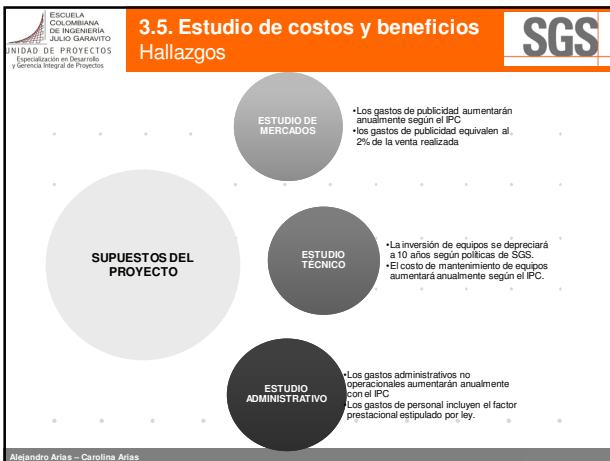 ESCUELA
COLOMBIANA
DE INGENIERÍA
JULIO GARAVITO
UNIDAD DE PROYECTOS
Especialización en Desarrollo
y Gerencia Integral de Proyectos
3.5. Estudio de costos y beneficios
Hallazgos
SGS
SUPUESTOS DEL
PROYECTO
ESTUDIO DE
MERCADOS
•Los gastos de publicidad aumentarán
anualmente según el IPC
•los gastos de publicidad equivalen al
2% de la venta realizada
ESTUDIO
TÉCNICO
•La inversión de equipos se depreciará
a 10 años según políticas de SGS.
•El costo de mantenimiento de equipos
aumentará anualmente según el IPC.
ESTUDIO
ADMINISTRATIVO
•Los gastos administrativos no
operacionales aumentarán anualmente
con el IPC
•Los gastos de personal incluyen el factor
prestacional estipulado por ley.
Alejandro Arias – Carolina Arias